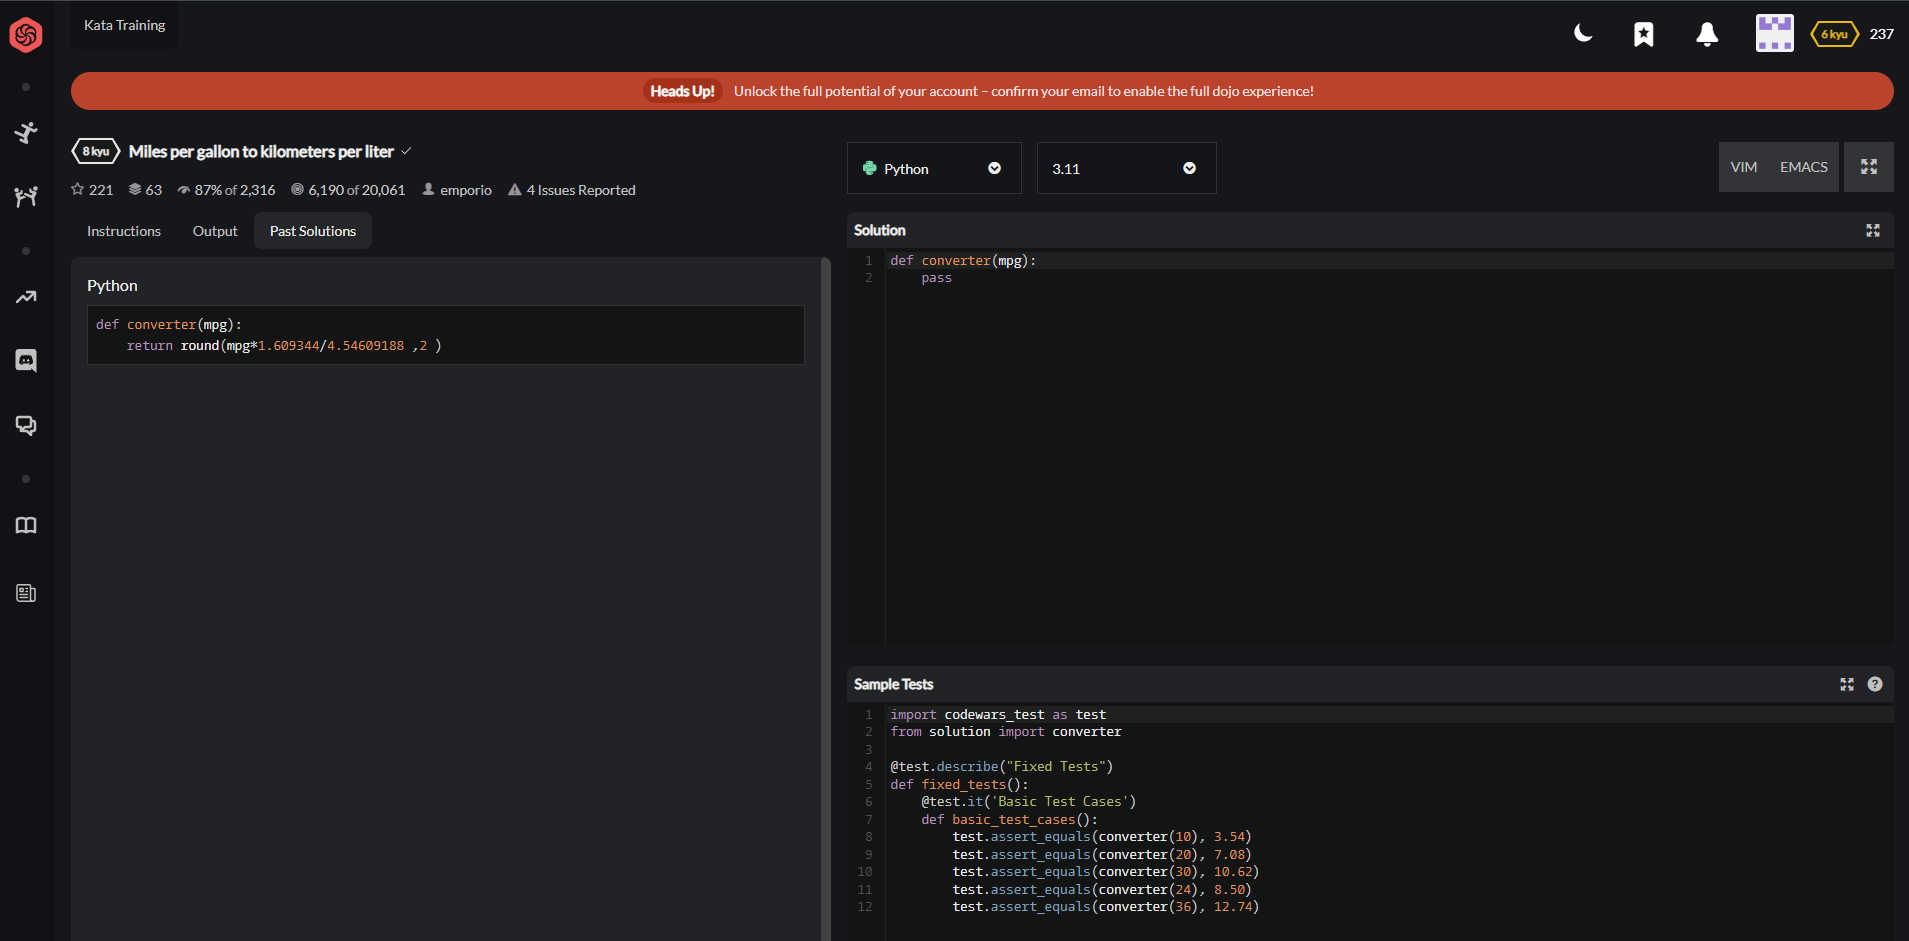 Kata Training
6 kyu 237
Heads Up! Unlock the full potential of your account – confirm your email to enable the full dojo experience!
8 kyu Miles per gallon to kilometers per liter
221 63 87% of 2,316 6,190 of 20,061 emporio 4 Issues Reported
Instructions Output Past Solutions
Python
def converter(mpg):
    return round(mpg*1.609344/4.54609188 ,2 )
Python 3.11 VIM EMACS
Solution
1 def converter(mpg):
2     pass
Sample Tests ?
1 import codewars_test as test
2 from solution import converter
3
4 @test.describe("Fixed Tests")
5 def fixed_tests():
6     @test.it('Basic Test Cases')
7     def basic_test_cases():
8         test.assert_equals(converter(10), 3.54)
9         test.assert_equals(converter(20), 7.08)
10         test.assert_equals(converter(30), 10.62)
11         test.assert_equals(converter(24), 8.50)
12         test.assert_equals(converter(36), 12.74)